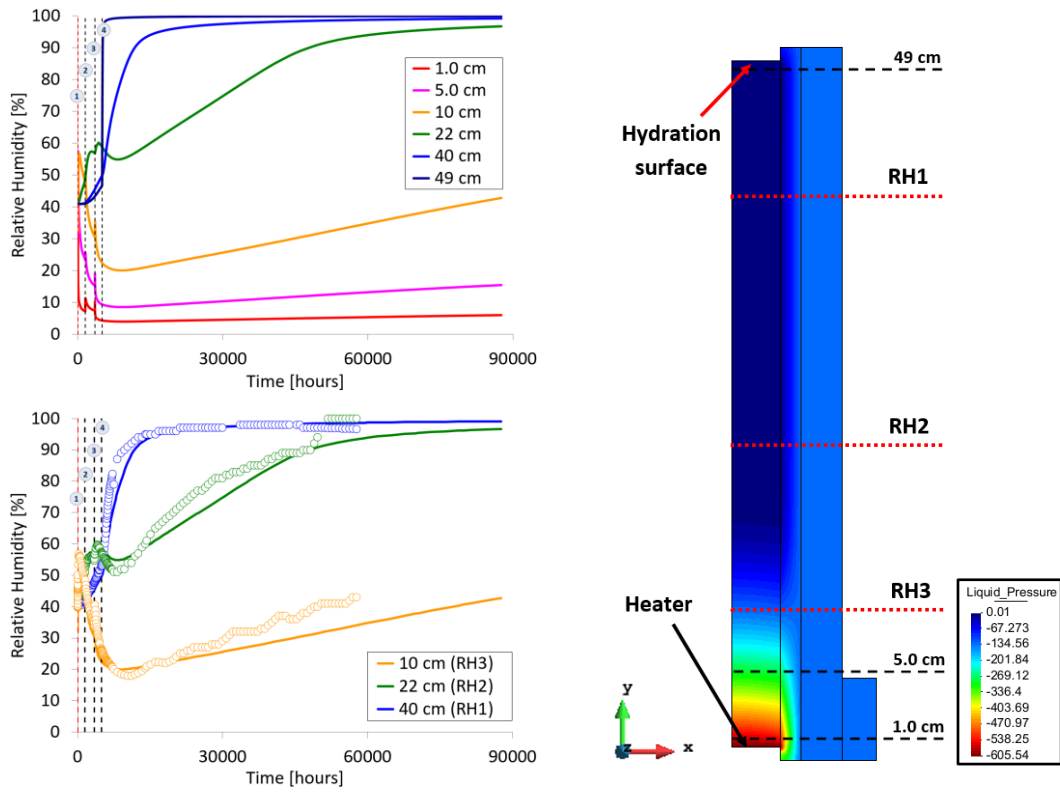 100
90
80
70
60
50
40
30
20
10
0
Relative Humidity [%]
1
2
3
4
1.0 cm
5.0 cm
10 cm
22 cm
40 cm
49 cm
0
30000
60000
90000
Time [hours]
100
90
80
70
60
50
40
30
20
10
0
Relative Humidity [%]
1
2
3
4
10 cm (RH3)
22 cm (RH2)
40 cm (RH1)
0
30000
60000
90000
Time [hours]
49 cm
Hydration
surface
RH1
RH2
RH3
Heater
5.0 cm
1.0 cm
y
z
x
Liquid_Pressure
0.01
-67.273
-134.56
-201.84
-269.12
-336.4
-403.69
-470.97
-538.25
-605.54